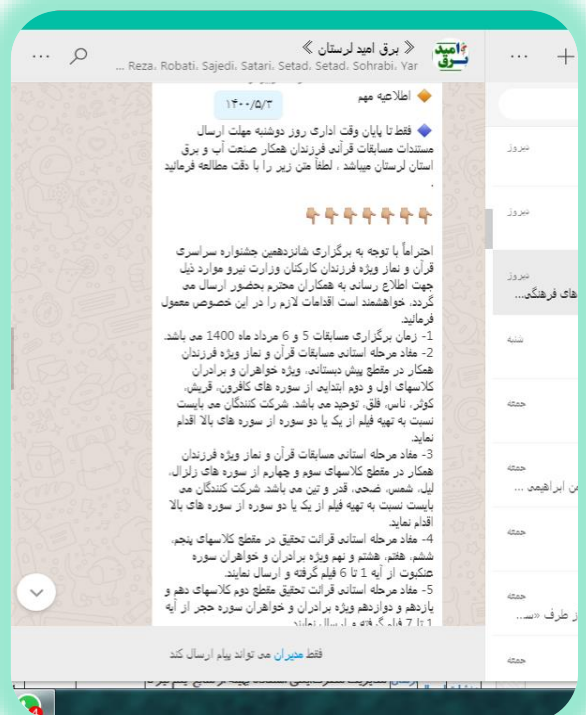 《 برق امید لرستان 》
Reza، Robati، Sajedi، Satari، Setad، Setad، Sohrabi، Yar ...
امید
برق
اطلاعیه مهم
۱۴۰۰/۵/۳
فقط تا پایان وقت اداری روز دوشنبه مهلت ارسال
مستندات مسابقات قرآنی فرزندان همکار صنعت آب و برق
استان لرستان میباشد ، لطفاً متن زیر را با دقت مطالعه فرمائید
.
احتراماً با توجه به برگزاری شانزدهمین جشنواره سراسری
قرآن و نماز ویژه فرزندان کارکنان وزارت نیرو موارد ذیل
جهت اطلاع رسانی به همکاران محترم بحضور ارسال می
گردد. خواهشمند است اقدامات لازم را در این خصوص معمول
فرمائید.
1- زمان برگزاری مسابقات 5 و 6 مرداد ماه 1400 می باشد.
2- مفاد مرحله استانی مسابقات قرآن و نماز ویژه فرزندان
همکار در مقطع پیش دبستانی، ویژه خواهران و برادران
کلاسهای اول و دوم ابتدایی از سوره های کافرون، قریش،
کوثر، ناس، فلق، توحید می باشد. شرکت کنندگان می بایست
نسبت به تهیه فیلم از یک یا دو سوره از سوره های بالا اقدام
نماید.
3- مفاد مرحله استانی مسابقات قرآن و نماز ویژه فرزندان
همکار در مقطع کلاسهای سوم و چهارم از سوره های زلزال،
لیل، شمس، ضحی، قدر و تین می باشد. شرکت کنندگان می
بایست نسبت به تهیه فیلم از یک یا دو سوره از سوره های بالا
اقدام نماید.
4- مفاد مرحله استانی قرائت تحقیق در مقطع کلاسهای پنجم،
ششم، هفتم، هشتم و نهم ویژه برادران و خواهران سوره
عنکبوت از آیه 1 تا 6 فیلم گرفته و ارسال نمایند.
5- مفاد مرحله استانی قرائت تحقیق مقطع دوم کلاسهای دهم و
یازدهم و دوازدهم ویژه برادران و خواهران سوره حجر از آیه
1 تا 7 فیلم گرفته و ارسال نمایند
فقط مدیران می تواند پیام ارسال کند
دیروز
دیروز
دیروز
های فرهنگی...
شنبه
جمعه
جمعه
من ابراهیمی ...
جمعه
جمعه
ز طرف «سـ...
جمعه
4